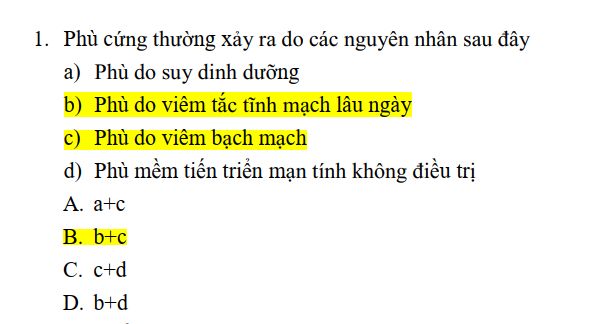 1. Phù cứng thường xảy ra do các nguyên nhân sau đây
a) Phù do suy dinh dưỡng
b) Phù do viêm tắc tĩnh mạch lâu ngày
c) Phù do viêm bạch mạch
d) Phù mềm tiến triển mạn tính không điều trị
A. a+c
B. b+c
C. c+d
D. b+d